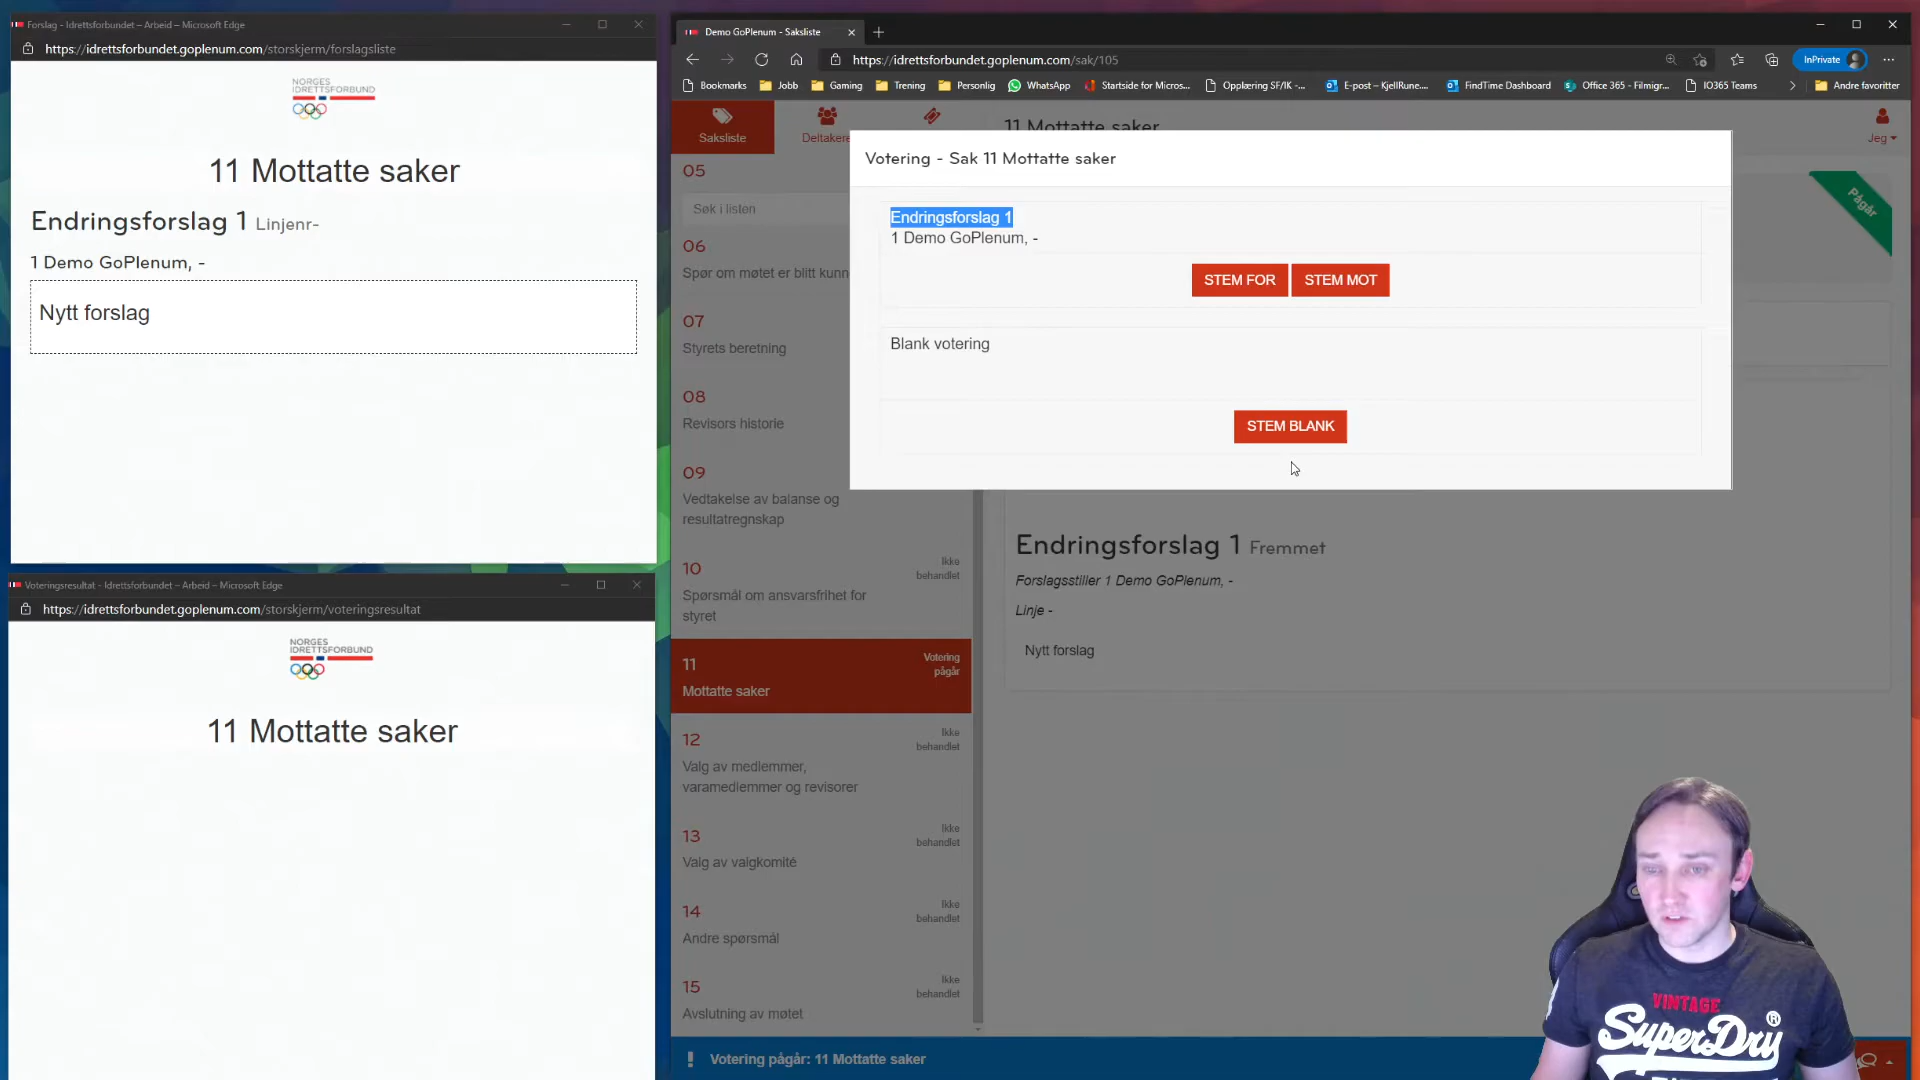 Forslag - Idrettsforbundet – Arbeid – Microsoft Edge
https://idrettsforbundet.goplenum.com/storskjerm/forslagsliste
NORGES
IDRETTSFORBUND
11 Mottatte saker
Endringsforslag 1 Linjenr-
1 Demo GoPlenum, -
Nytt forslag
Voteringsresultat - Idrettsforbundet – Arbeid – Microsoft Edge
https://idrettsforbundet.goplenum.com/storskjerm/voteringsresultat
NORGES
IDRETTSFORBUND
11 Mottatte saker
Demo GoPlenum - Saksliste
https://idrettsforbundet.goplenum.com/sak/105
InPrivate
Bookmarks
Jobb
Gaming
Trening
Personlig
WhatsApp
Startside for Micros...
Opplæring SF/IK -...
E-post – KjellRune....
FindTime Dashboard
Office 365 - Filmigr...
IO365 Teams
Andre favoritter
Saksliste
Deltakere
11 Mottatte saker
Jeg
05
Søk i listen
06
Spør om møtet er blitt kunn
07
Styrets beretning
08
Revisors historie
09
Vedtakelse av balanse og
resultatregnskap
10
Ikke
behandlet
Spørsmål om ansvarsfrihet for
styret
11
Votering
pågår
Mottatte saker
12
Ikke
behandlet
Valg av medlemmer,
varamedlemmer og revisorer
13
Ikke
behandlet
Valg av valgkomité
14
Ikke
behandlet
Andre spørsmål
15
Ikke
behandlet
Avslutning av møtet
Votering - Sak 11 Mottatte saker
Endringsforslag 1
1 Demo GoPlenum, -
STEM FOR
STEM MOT
Blank votering
STEM BLANK
Pågår
Endringsforslag 1 Fremmet
Forslagsstiller 1 Demo GoPlenum, -
Linje -
Nytt forslag
Votering pågår: 11 Mottatte saker
VINTAGE
SuperDry